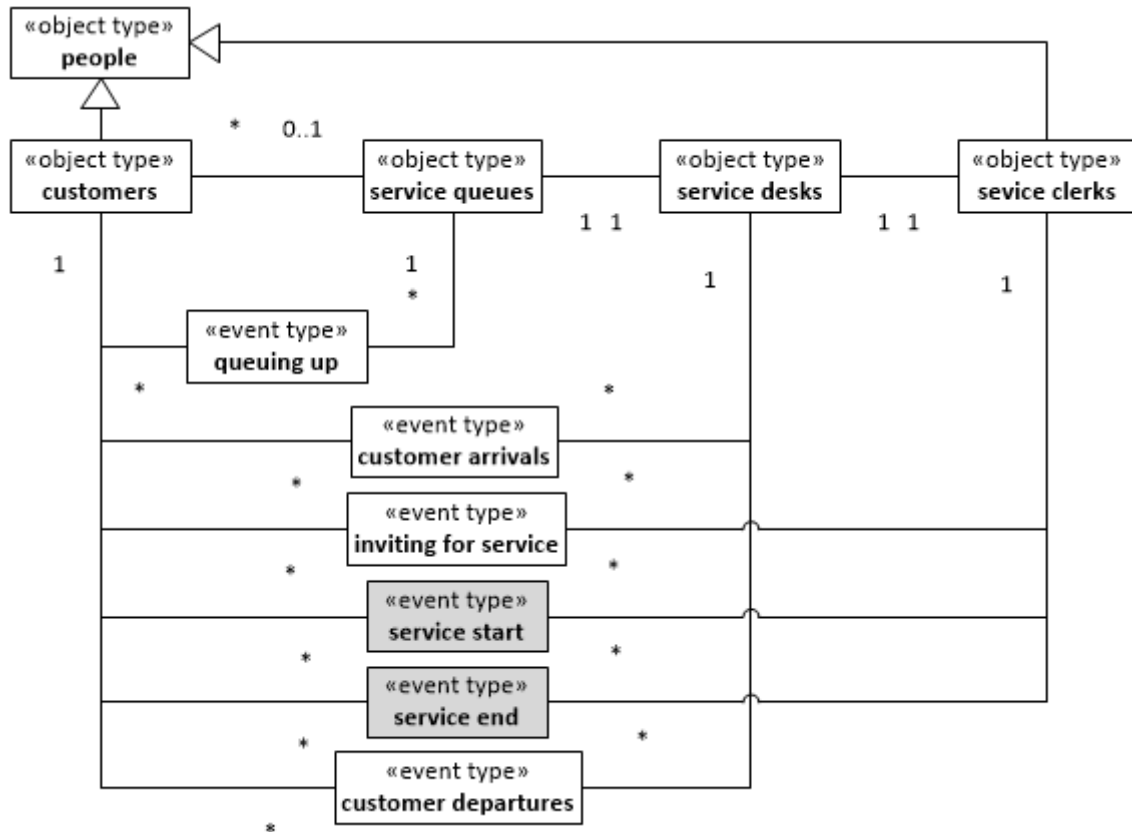 «object type»
people
* 0..1
«object type»
customers
«object type»
service queues
«object type»
service desks
«object type»
sevice clerks
1 1
1 1
1
1
*
1
1
«event type»
queuing up
*
*
«event type»
customer arrivals
*
*
«event type»
inviting for service
*
*
«event type»
service start
*
*
«event type»
service end
*
*
«event type»
customer departures
*